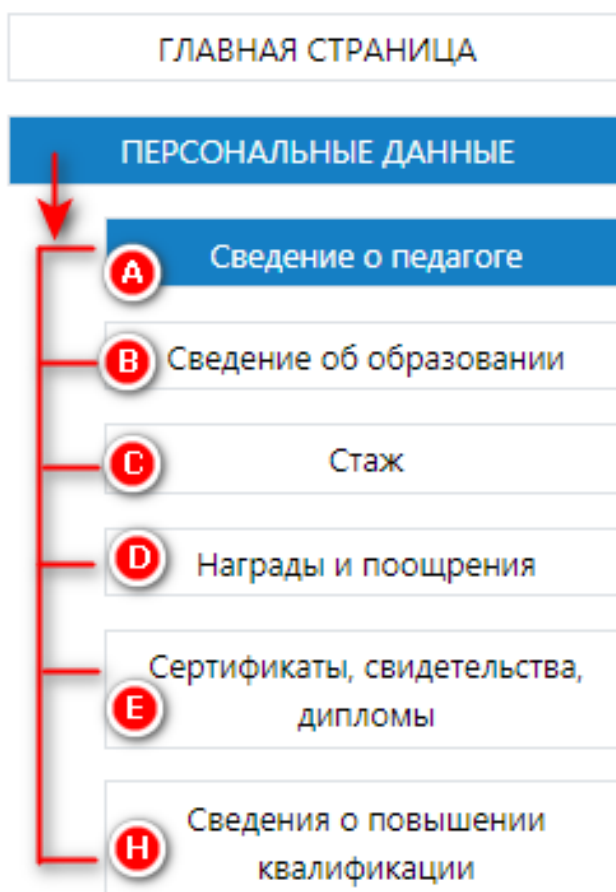 ГЛАВНАЯ СТРАНИЦА
ПЕРСОНАЛЬНЫЕ ДАННЫЕ
A Сведение о педагоге
B Сведение об образовании
C Стаж
D Награды и поощрения
Сертификаты, свидетельства,
E дипломы
Сведения о повышении
H квалификации